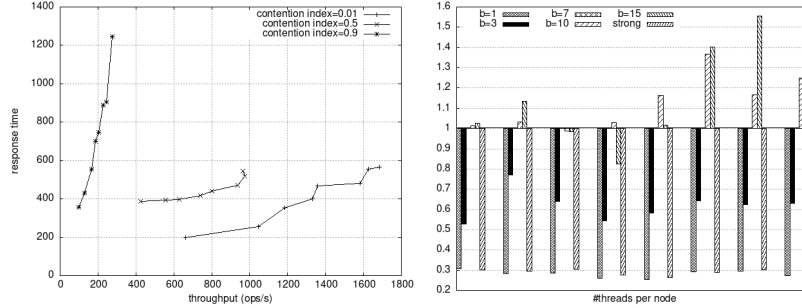 contention index=0.01
contention index=0.5
contention index=0.9
1400
1200
1000
800
600
400
200
0
response time
0 200 400 600 800 1000 1200 1400 1600 1800
throughput (ops/s)
b=1 b=7 b=15
b=3 b=10 strong
1.6
1.5
1.4
1.3
1.2
1.1
1
0.9
0.8
0.7
0.6
0.5
0.4
0.3
0.2
#threads per node